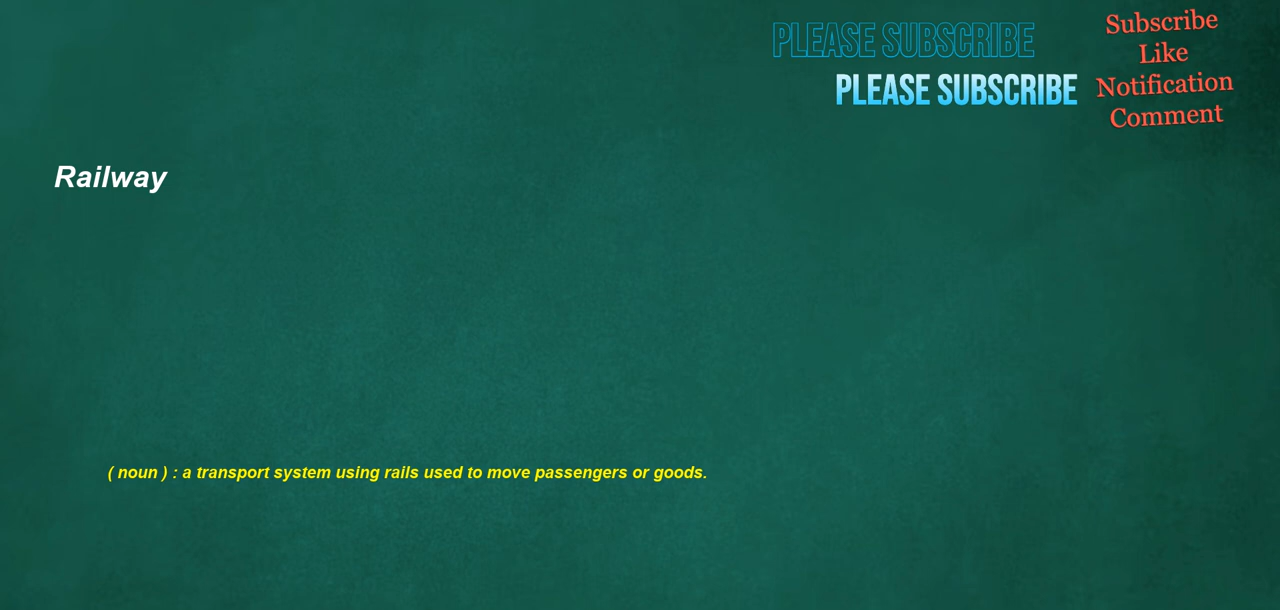 PLEASE SUBSCRIBE
PLEASE SUBSCRIBE
Subscribe
Like
Notification
Comment
Railway
( noun ) : a transport system using rails used to move passengers or goods.